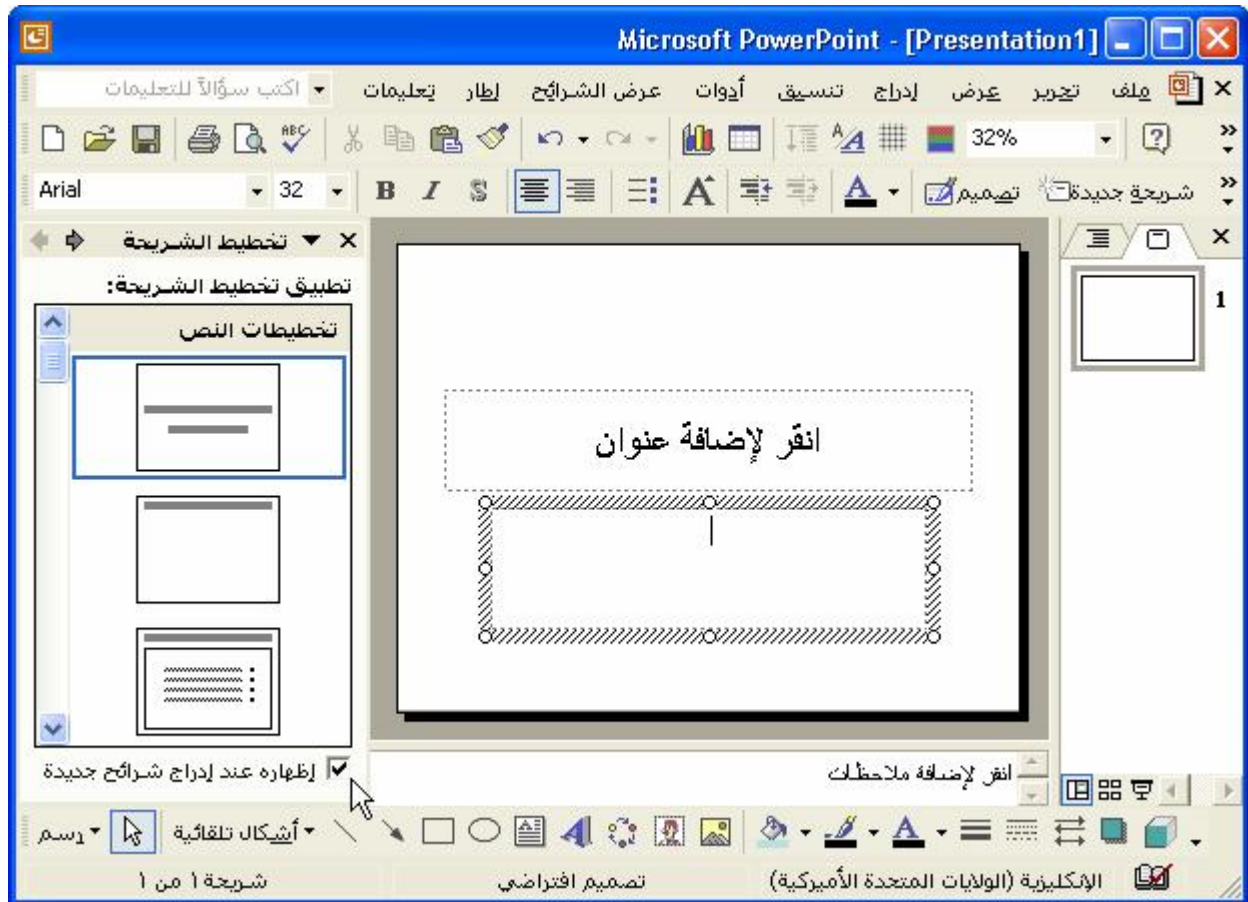 Microsoft PowerPoint - [Presentation1]
ملف تحرير عرض إدراج تنسيق أدوات عرض الشرائح إطار تعليمات اكتب سؤالاً للتعليمات
ABC 32%
Arial 32 B I S A A تصميم شريحة جديدة
تخطيط الشريحة
تطبيق تخطيط الشريحة:
تخطيطات النص
1
انقر لإضافة عنوان
إظهاره عند إدراج شرائح جديدة
انقر لإضافة ملاحظات
رسم أشكال تلقائية
شريحة ١ من ١ تصميم افتراضي الإنكليزية (الولايات المتحدة الأميركية)